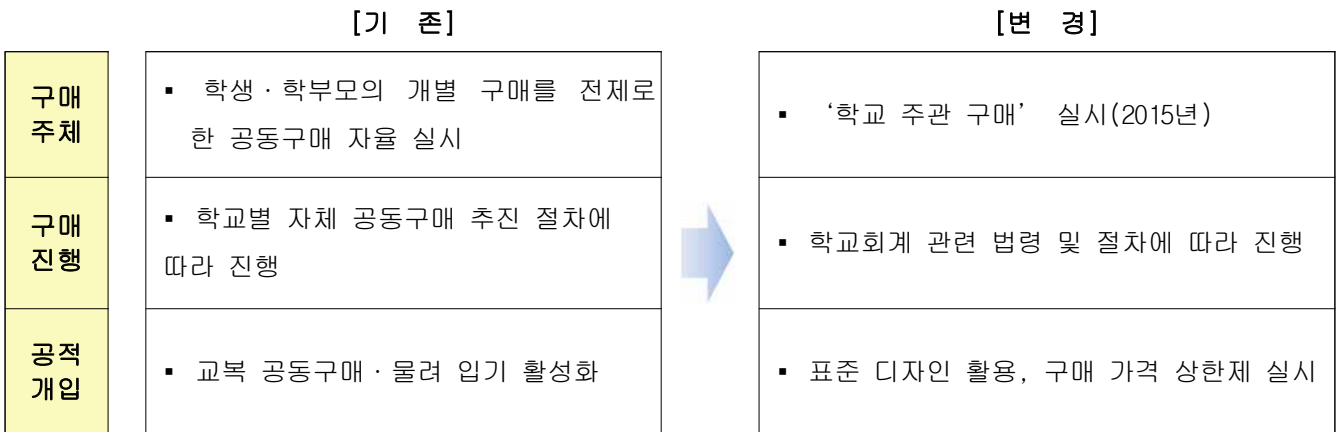 [기 존]
[변 경]
구매
주체
▪ 학생·학부모의 개별 구매를 전제로
한 공동구매 자율 실시
▪ ‘학교 주관 구매’ 실시(2015년)
구매
진행
▪ 학교별 자체 공동구매 추진 절차에
따라 진행
▪ 학교회계 관련 법령 및 절차에 따라 진행
공적
개입
▪ 교복 공동구매·물려 입기 활성화
▪ 표준 디자인 활용, 구매 가격 상한제 실시